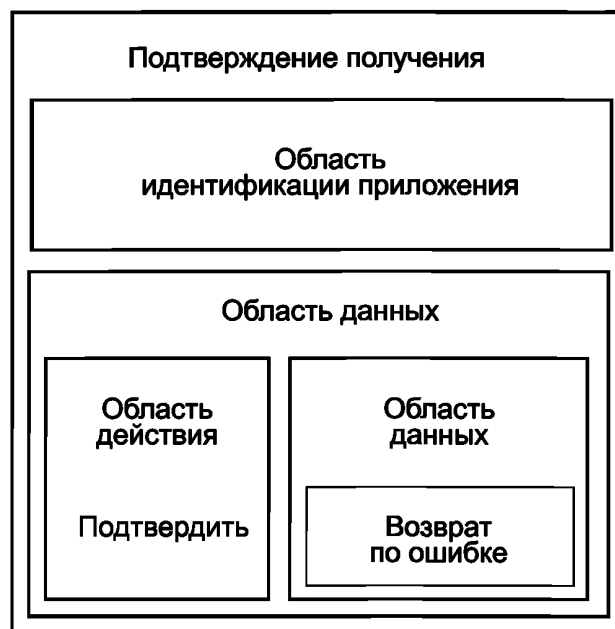 Подтверждение получения
Область
идентификации приложения
Область данных
Область
действия
Подтвердить
Область
данных
Возврат
по ошибке